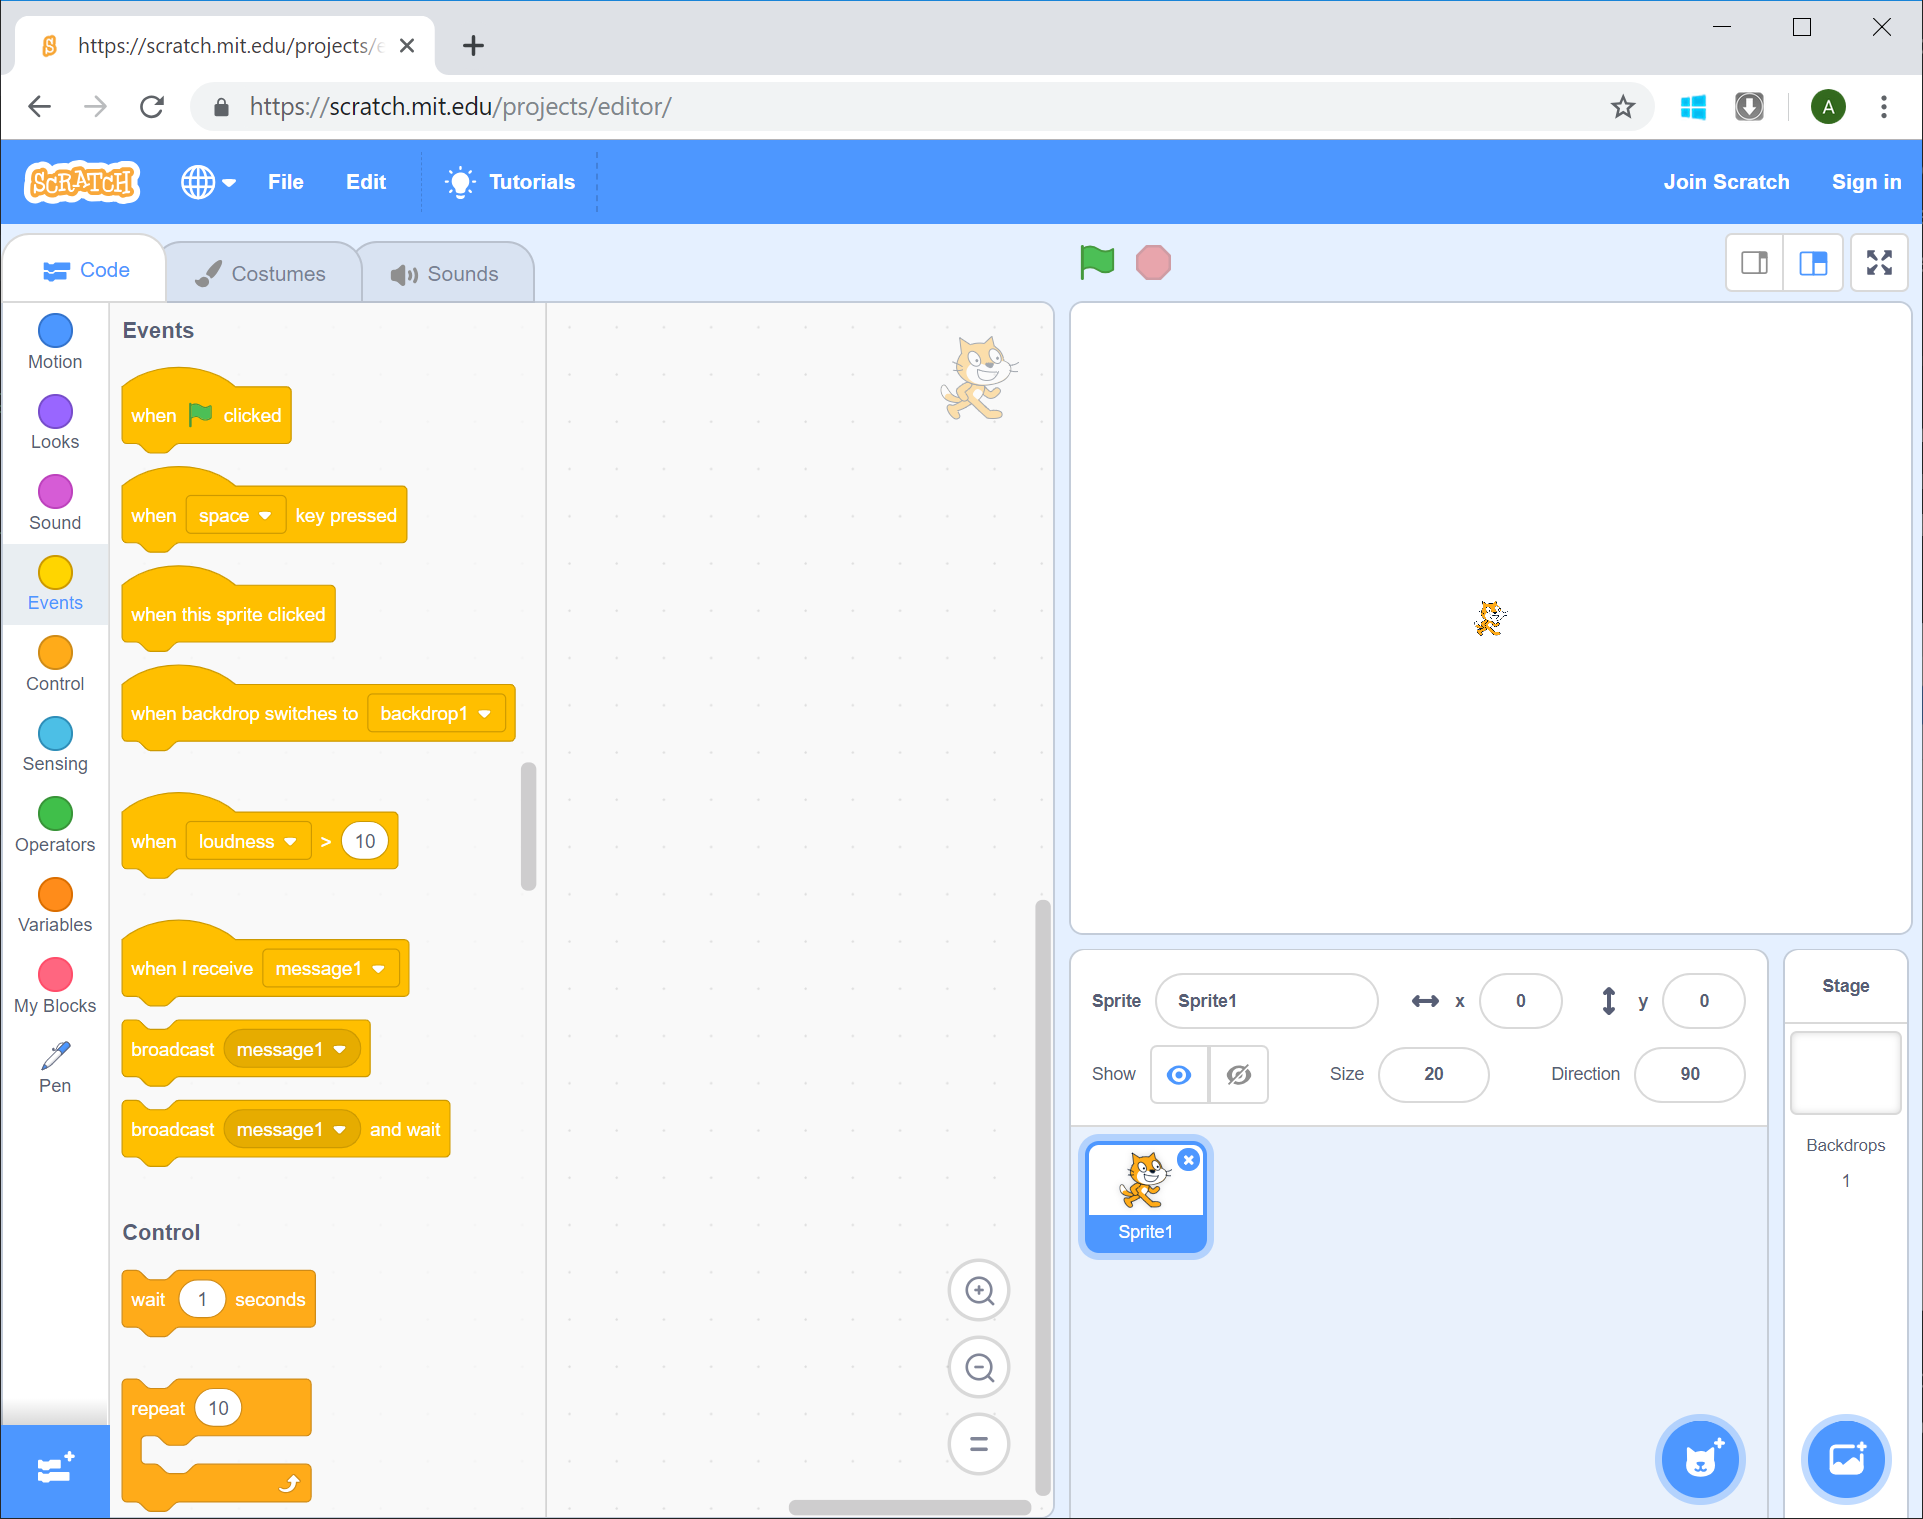 https://scratch.mit.edu/projects/e
https://scratch.mit.edu/projects/editor/
A
SCRATCH
File
Edit
Tutorials
Join Scratch
Sign in
Code
Costumes
Sounds
Motion
Looks
Sound
Events
Control
Sensing
Operators
Variables
My Blocks
Pen
Events
when clicked
when space key pressed
when this sprite clicked
when backdrop switches to backdrop1
when loudness > 10
when I receive message1
broadcast message1
broadcast message1 and wait
Control
wait 1 seconds
repeat 10
Sprite Sprite1 x 0 y 0
Show Size 20 Direction 90
Sprite1
Stage
Backdrops
1